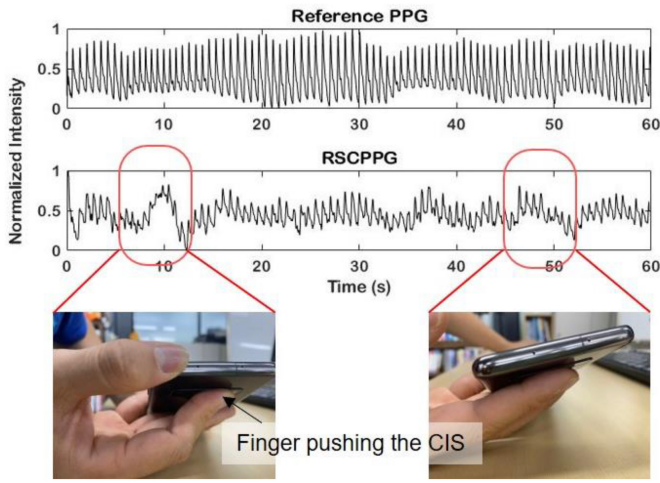 Reference PPG
1
0.5
0
0 10 20 30 40 50 60
Normalized Intensity
RSCPPG
1
0.5
0
0 10 20 30 40 50 60
Time (s)
Finger pushing the CIS